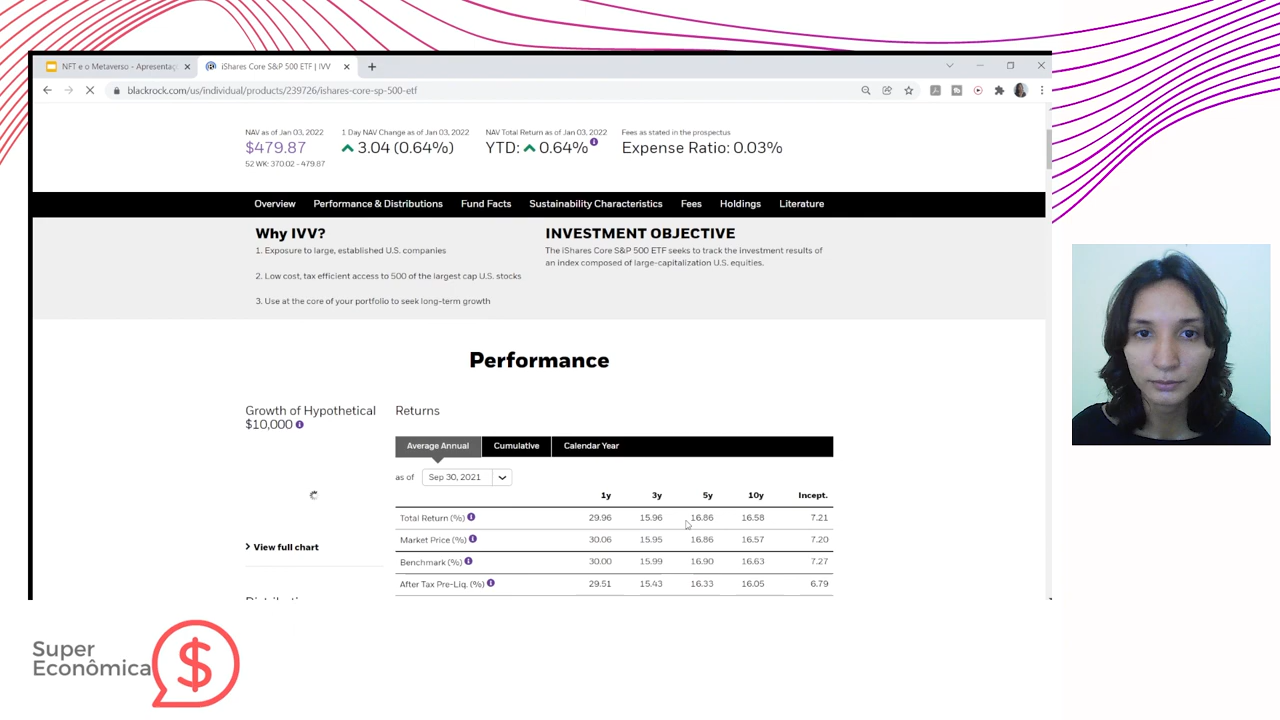 NFT e o Metaverso - Apresentaç
iShares Core S&P 500 ETF | IVV
blackrock.com/us/individual/products/239726/ishares-core-sp-500-etf
NAV as of Jan 03, 2022
$479.87
52 WK: 370.02 - 479.87
1 Day NAV Change as of Jan 03, 2022
3.04 (0.64%)
NAV Total Return as of Jan 03, 2022
YTD: 0.64%
Fees as stated in the prospectus
Expense Ratio: 0.03%
Overview Performance & Distributions Fund Facts Sustainability Characteristics Fees Holdings Literature
Why IVV?
1. Exposure to large, established U.S. companies
2. Low cost, tax efficient access to 500 of the largest cap U.S. stocks
3. Use at the core of your portfolio to seek long-term growth
INVESTMENT OBJECTIVE
The iShares Core S&P 500 ETF seeks to track the investment results of
an index composed of large-capitalization U.S. equities.
Performance
Growth of Hypothetical
$10,000
View full chart
Returns
Average Annual Cumulative Calendar Year
as of Sep 30, 2021
1y 3y 5y 10y Incept.
Total Return (%) 29.96 15.96 16.86 16.58 7.21
Market Price (%) 30.06 15.95 16.86 16.57 7.20
Benchmark (%) 30.00 15.99 16.90 16.63 7.27
After Tax Pre-Liq. (%) 29.51 15.43 16.33 16.05 6.79
Super
Econômica
$